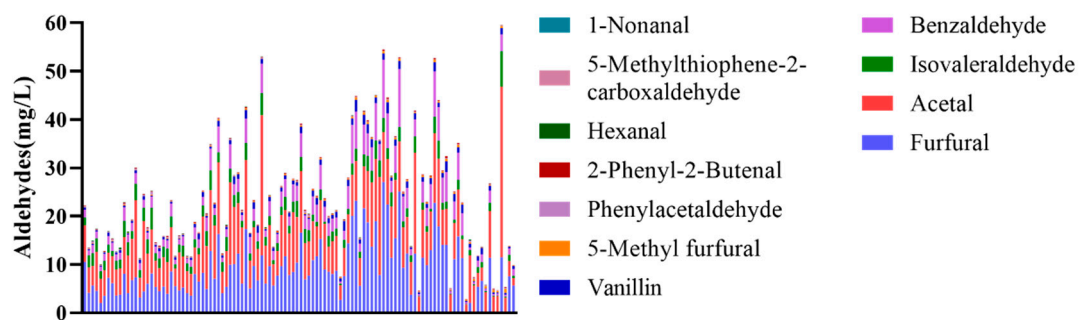 Aldehydes(mg/L)
60
50
40
30
20
10
0
1-Nonanal
5-Methylthiophene-2-
carboxaldehyde
Hexanal
2-Phenyl-2-Butenal
Phenylacetaldehyde
5-Methyl furfural
Vanillin
Benzaldehyde
Isovaleraldehyde
Acetal
Furfural